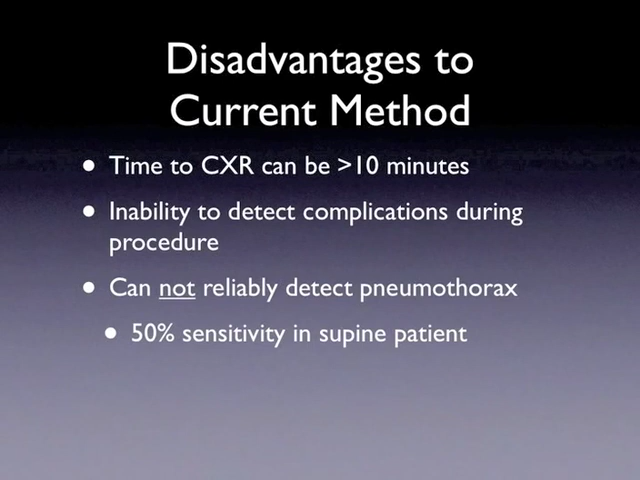 Disadvantages to
Current Method
• Time to CXR can be >10 minutes
• Inability to detect complications during
procedure
• Can not reliably detect pneumothorax
• 50% sensitivity in supine patient